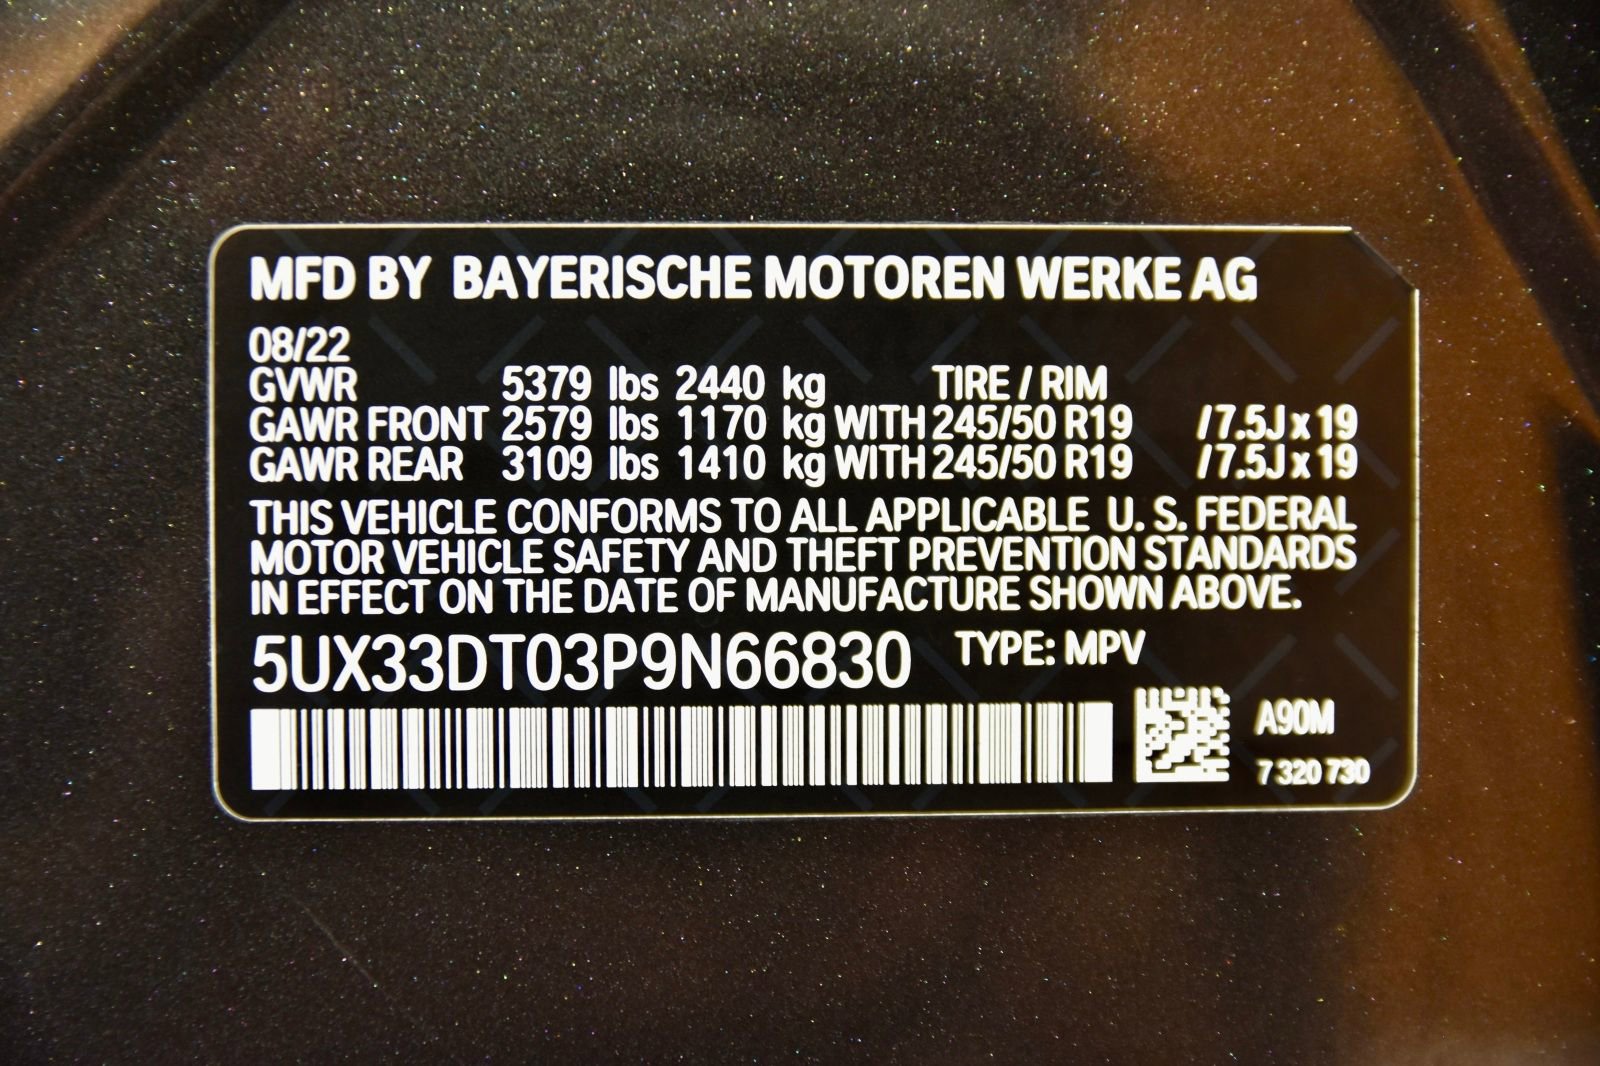 MFD BY BAYERISCHE MOTOREN WERKE AG
08/22
GVWR 5379 lbs 2440 kg TIRE / RIM
GAWR FRONT 2579 lbs 1170 kg WITH 245/50 R19 / 7.5J x 19
GAWR REAR 3109 lbs 1410 kg WITH 245/50 R19 / 7.5J x 19
THIS VEHICLE CONFORMS TO ALL APPLICABLE U. S. FEDERAL
MOTOR VEHICLE SAFETY AND THEFT PREVENTION STANDARDS
IN EFFECT ON THE DATE OF MANUFACTURE SHOWN ABOVE.
5UX33DT03P9N66830 TYPE: MPV
A90M
7 320 730